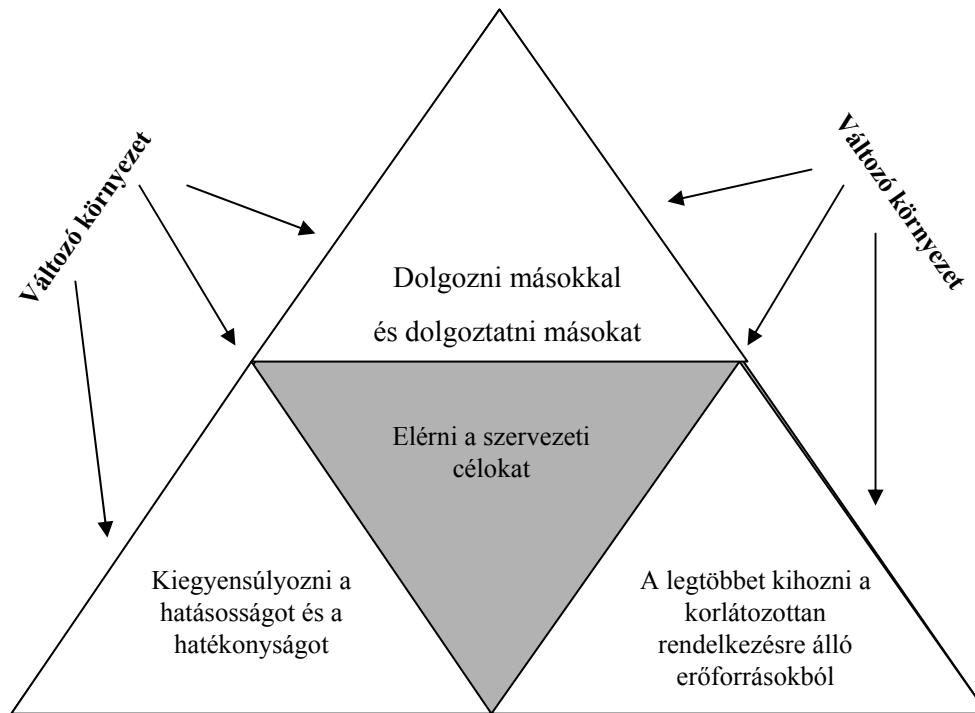 Változó környezet
Változó környezet
Dolgozni másokkal
és dolgoztatni másokat
Elérni a szervezeti
célokat
Kiegyensúlyozni a
hatásosságot és a
hatékonyságot
A legtöbbet kihozni a
korlátozottan
rendelkezésre álló
erőforrásokból